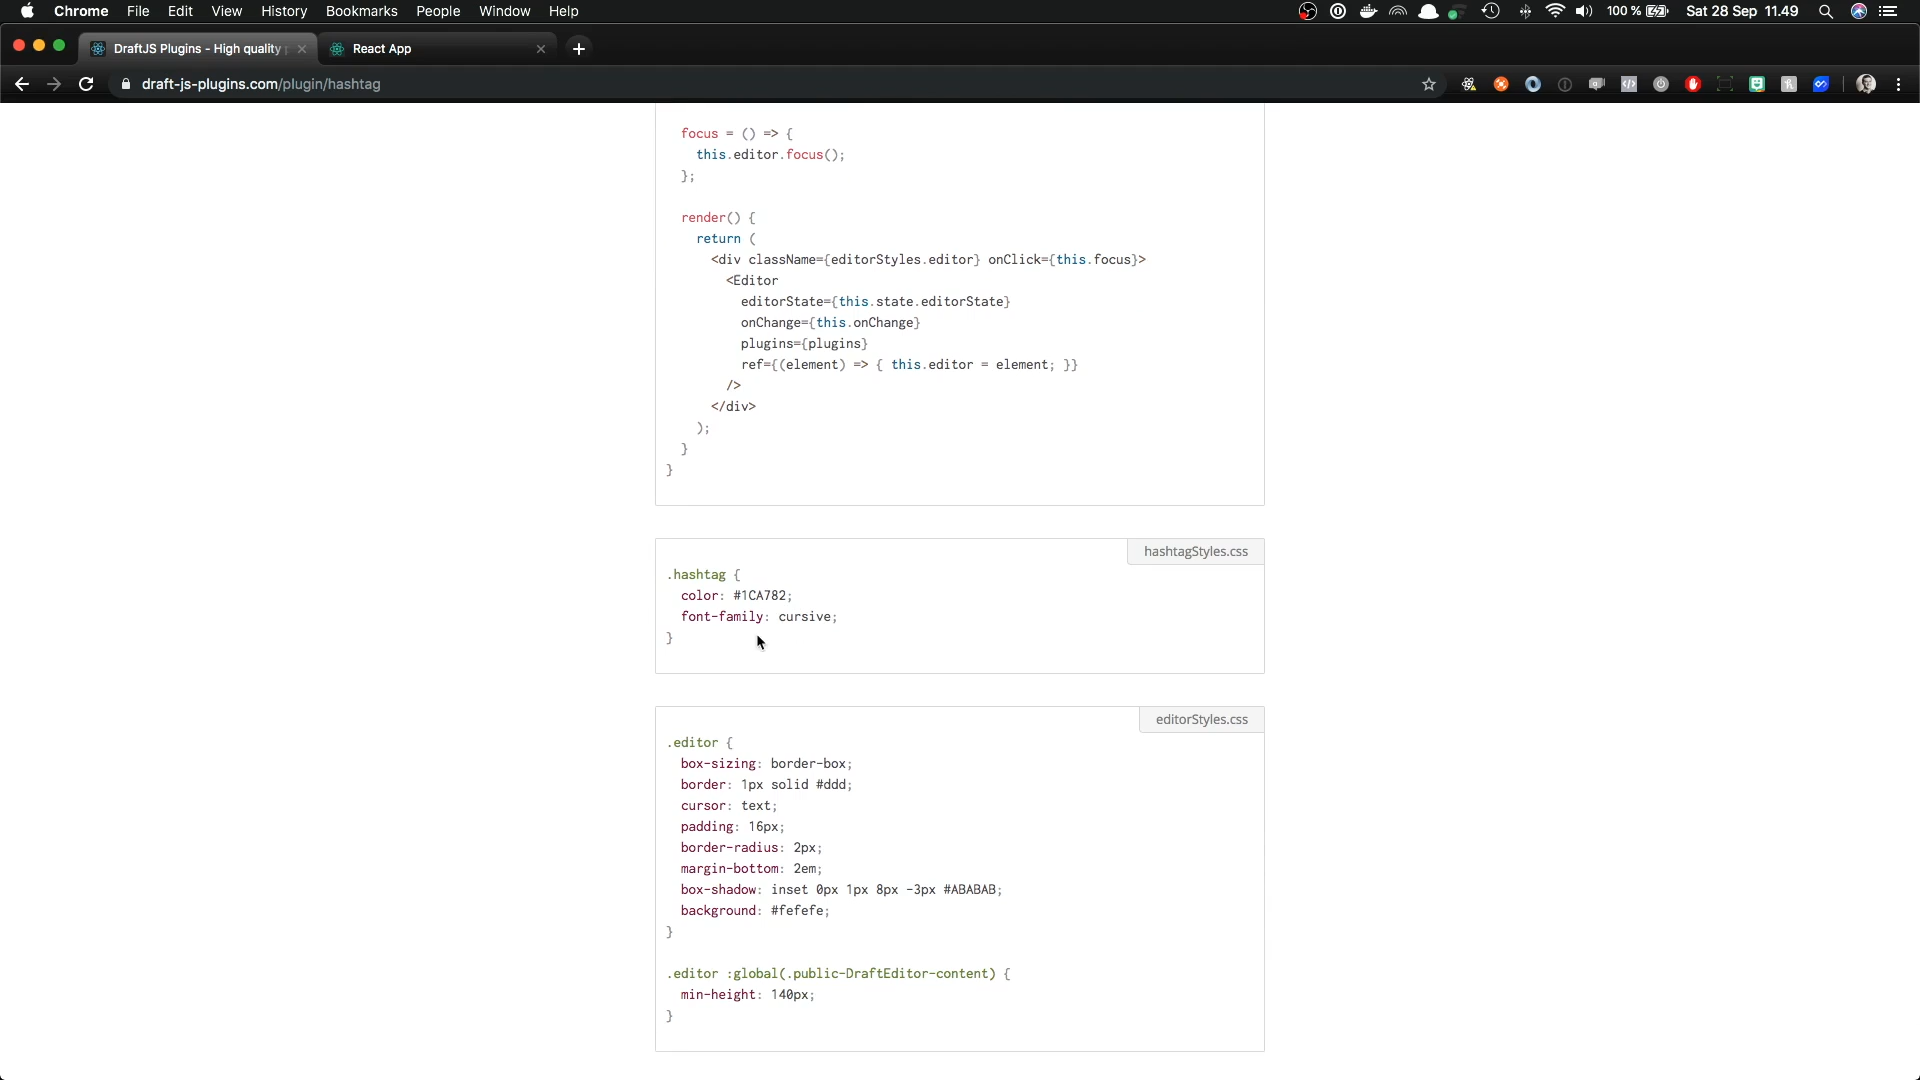 Chrome File Edit View History Bookmarks People Window Help 100 % Sat 28 Sep 11.49
DraftJS Plugins - High quality React App
draft-js-plugins.com/plugin/hashtag
focus = () => {
this.editor.focus();
};
render() {
return (
<div className={editorStyles.editor} onClick={this.focus}>
<Editor
editorState={this.state.editorState}
onChange={this.onChange}
plugins={plugins}
ref={(element) => { this.editor = element; }}
/>
</div>
);
}
}
hashtagStyles.css
.hashtag {
color: #1CA782;
font-family: cursive;
}
editorStyles.css
.editor {
box-sizing: border-box;
border: 1px solid #ddd;
cursor: text;
padding: 16px;
border-radius: 2px;
margin-bottom: 2em;
box-shadow: inset 0px 1px 8px -3px #ABABAB;
background: #fefefe;
}
.editor :global(.public-DraftEditor-content) {
min-height: 140px;
}